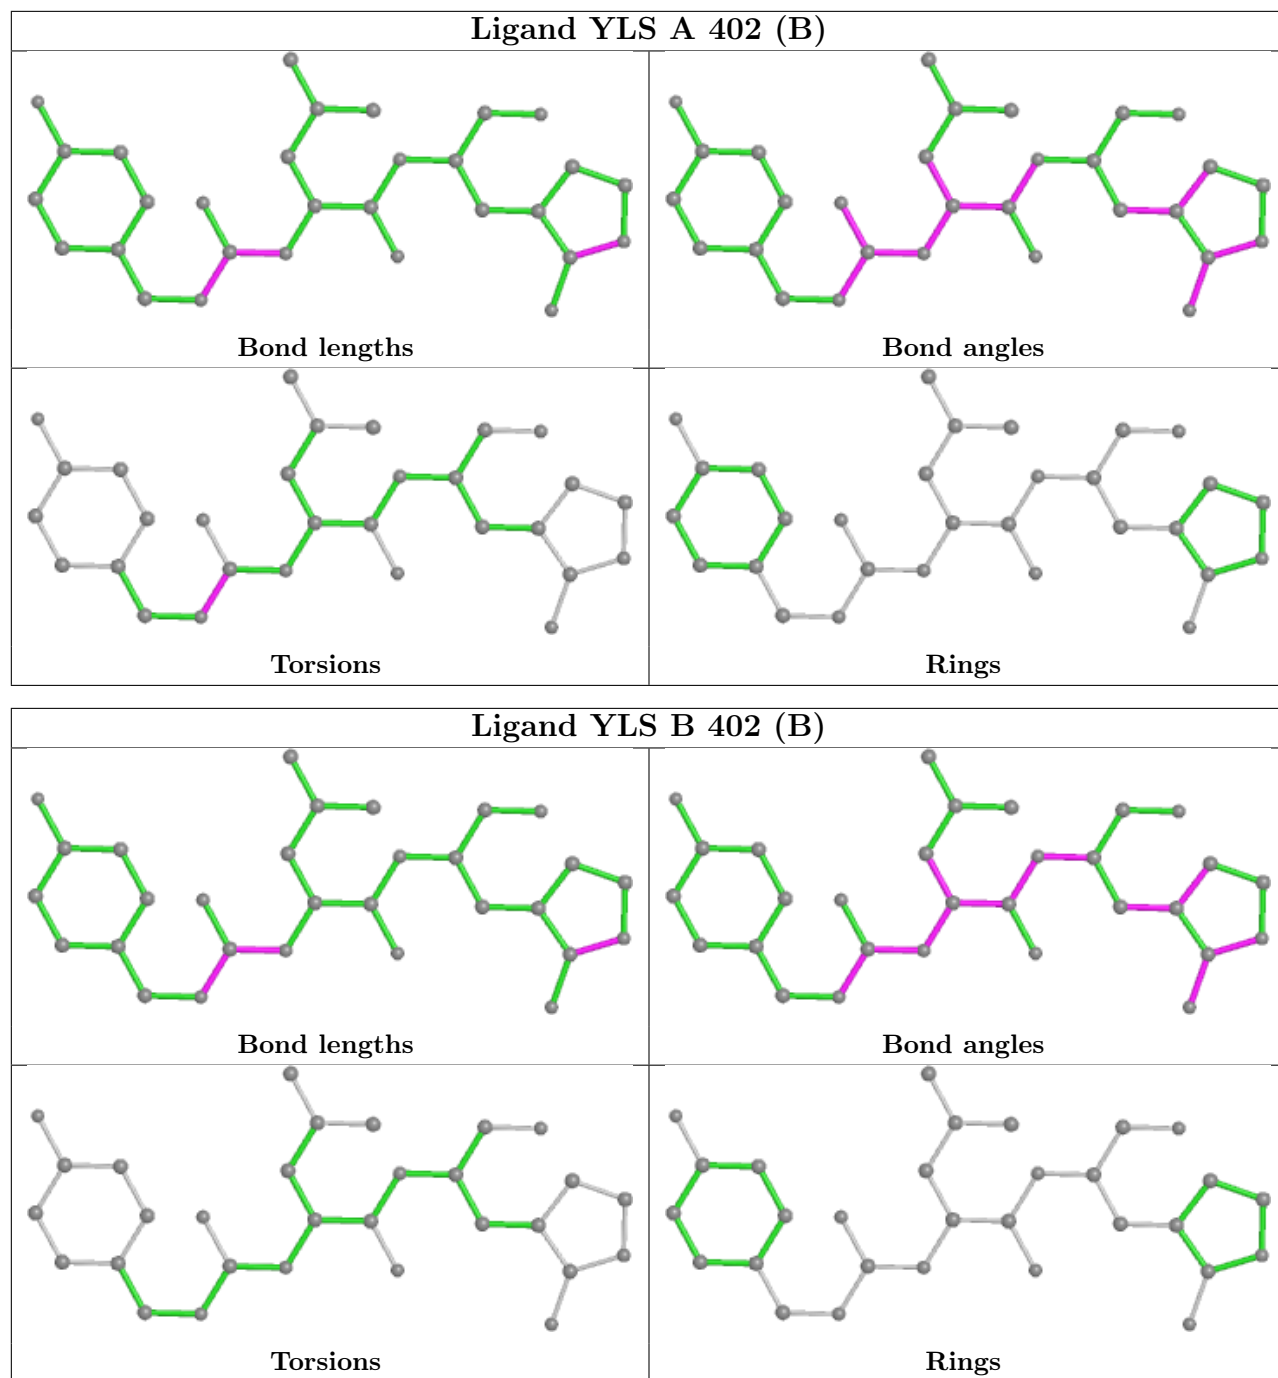 Ligand YLS A 402 (B)
Bond lengths
Bond angles
Torsions
Rings
Ligand YLS B 402 (B)
Bond lengths
Bond angles
Torsions
Rings